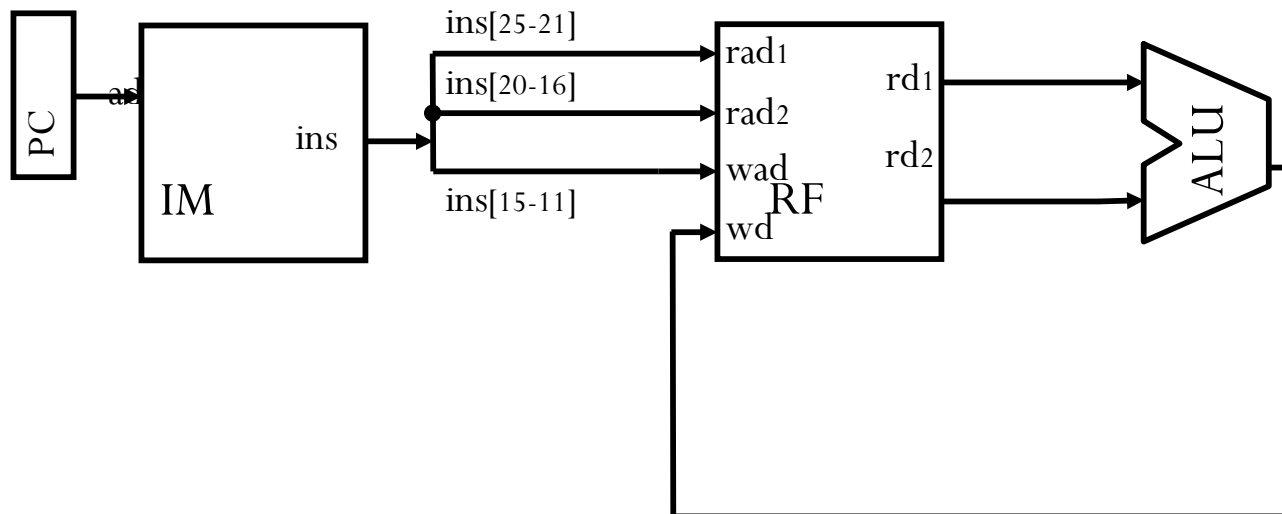 PC
ad
ins
IM
ins[25-21]
ins[20-16]
ins[15-11]
rad1
rad2
wad
wd
RF
rd1
rd2
ALU